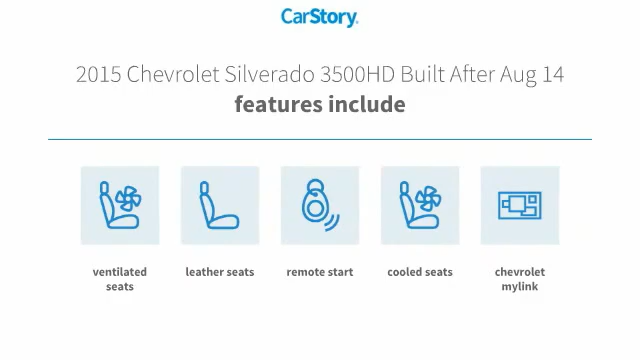 CarStory.
2015 Chevrolet Silverado 3500HD Built After Aug 14
features include
ventilated seats
leather seats
remote start
cooled seats
chevrolet mylink